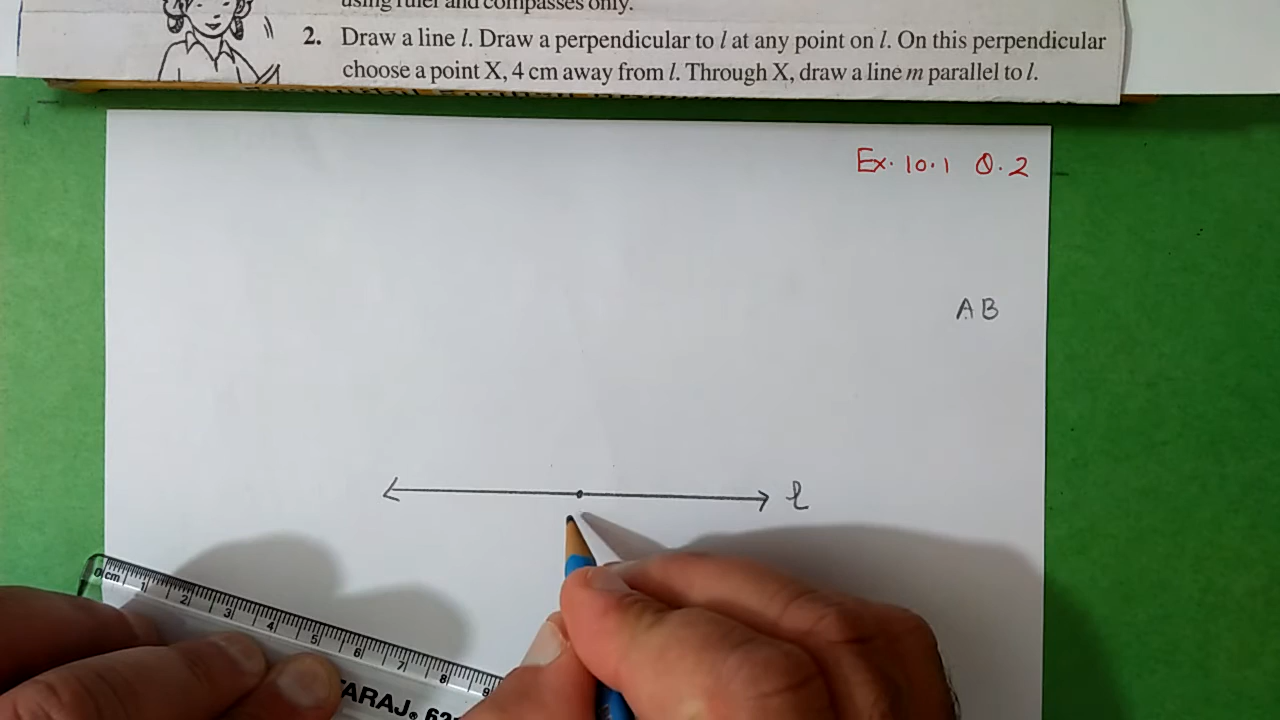 using ruler and compasses only.
2. Draw a line l. Draw a perpendicular to l at any point on l. On this perpendicular
choose a point X, 4 cm away from l. Through X, draw a line m parallel to l.
Ex. 10.1 Q.2
A B
l
0 cm 1 2 3 4 5 6 7 8 9